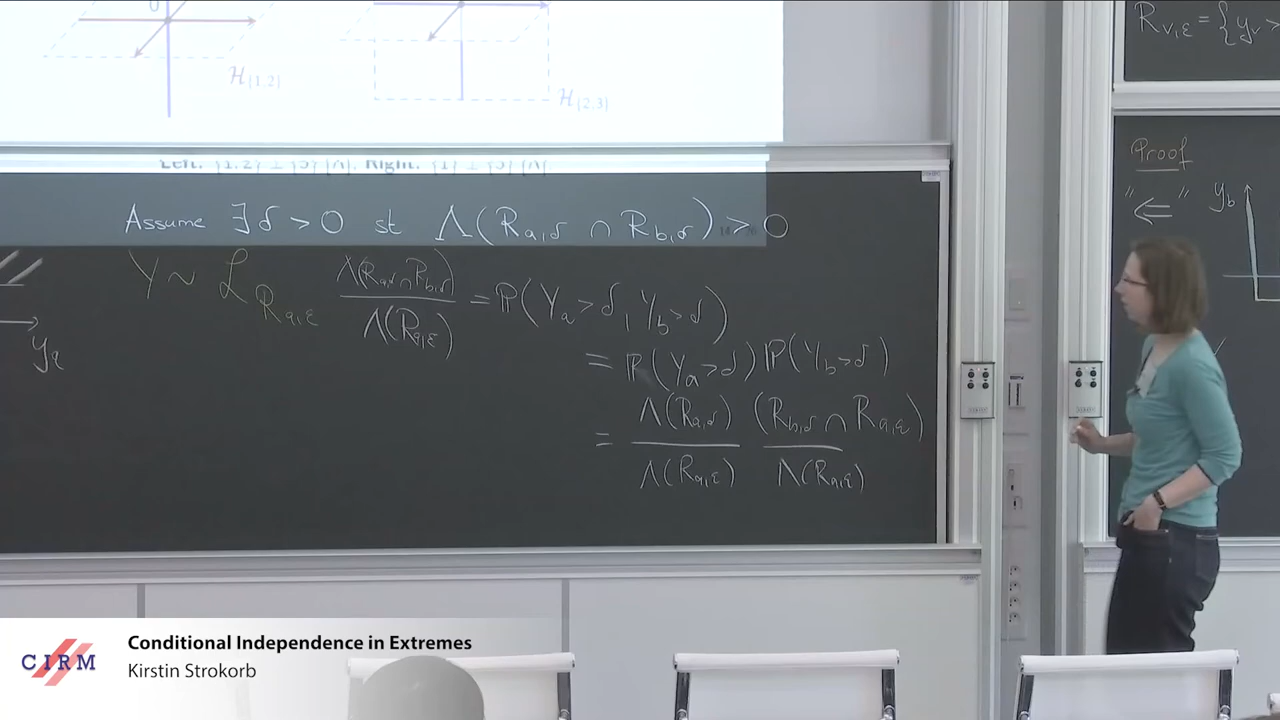 0
H{1,2}
H{2,3}
Left: {1,2} ⊥ {3} [Λ]. Right: {1} ⊥ {3} [Λ]
Assume ∃ δ > 0 st Λ(R_{a,δ} ∩ R_{b,δ}) > 0
Y ~ L_{R_{a,ε}} Λ(R_{a,δ} ∩ R_{b,δ}) / Λ(R_{a,ε}) = P(Y_a > δ, Y_b > δ)
= P(Y_a > δ) P(Y_b > δ)
= Λ(R_{a,δ}) / Λ(R_{a,ε}) (R_{b,δ} ∩ R_{a,ε}) / Λ(R_{a,ε})
y_a
R_{v,ε} = { y_v >
Proof
"⇐" y_b
CIRM
Conditional Independence in Extremes
Kirstin Strokorb